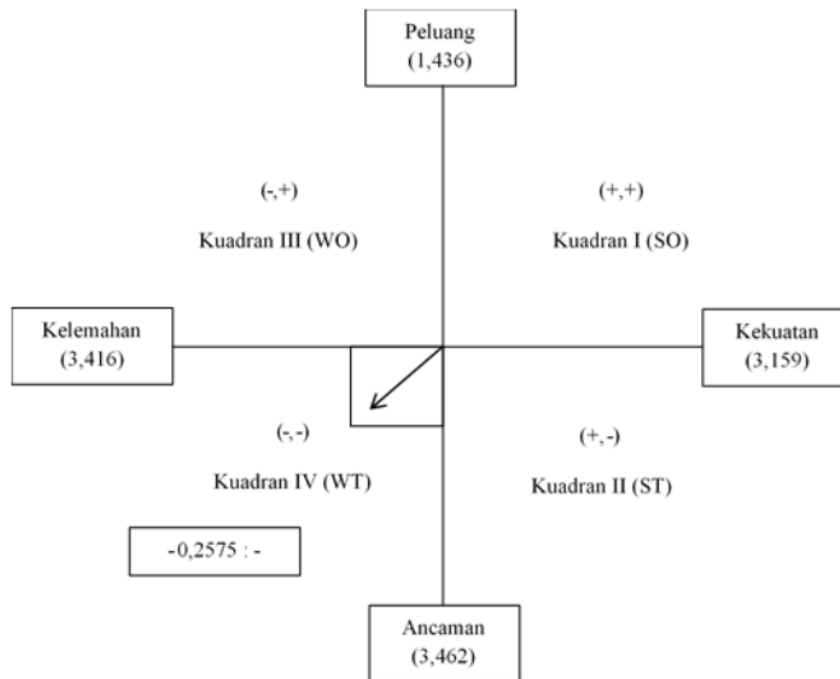 Peluang
(1,436)
(-,+)
(+,+)
Kuadran III (WO)
Kuadran I (SO)
Kelemahan
(3,416)
Kekuatan
(3,159)
(-,-)
(+,-)
Kuadran IV (WT)
Kuadran II (ST)
-0,2575 : -
Ancaman
(3,462)